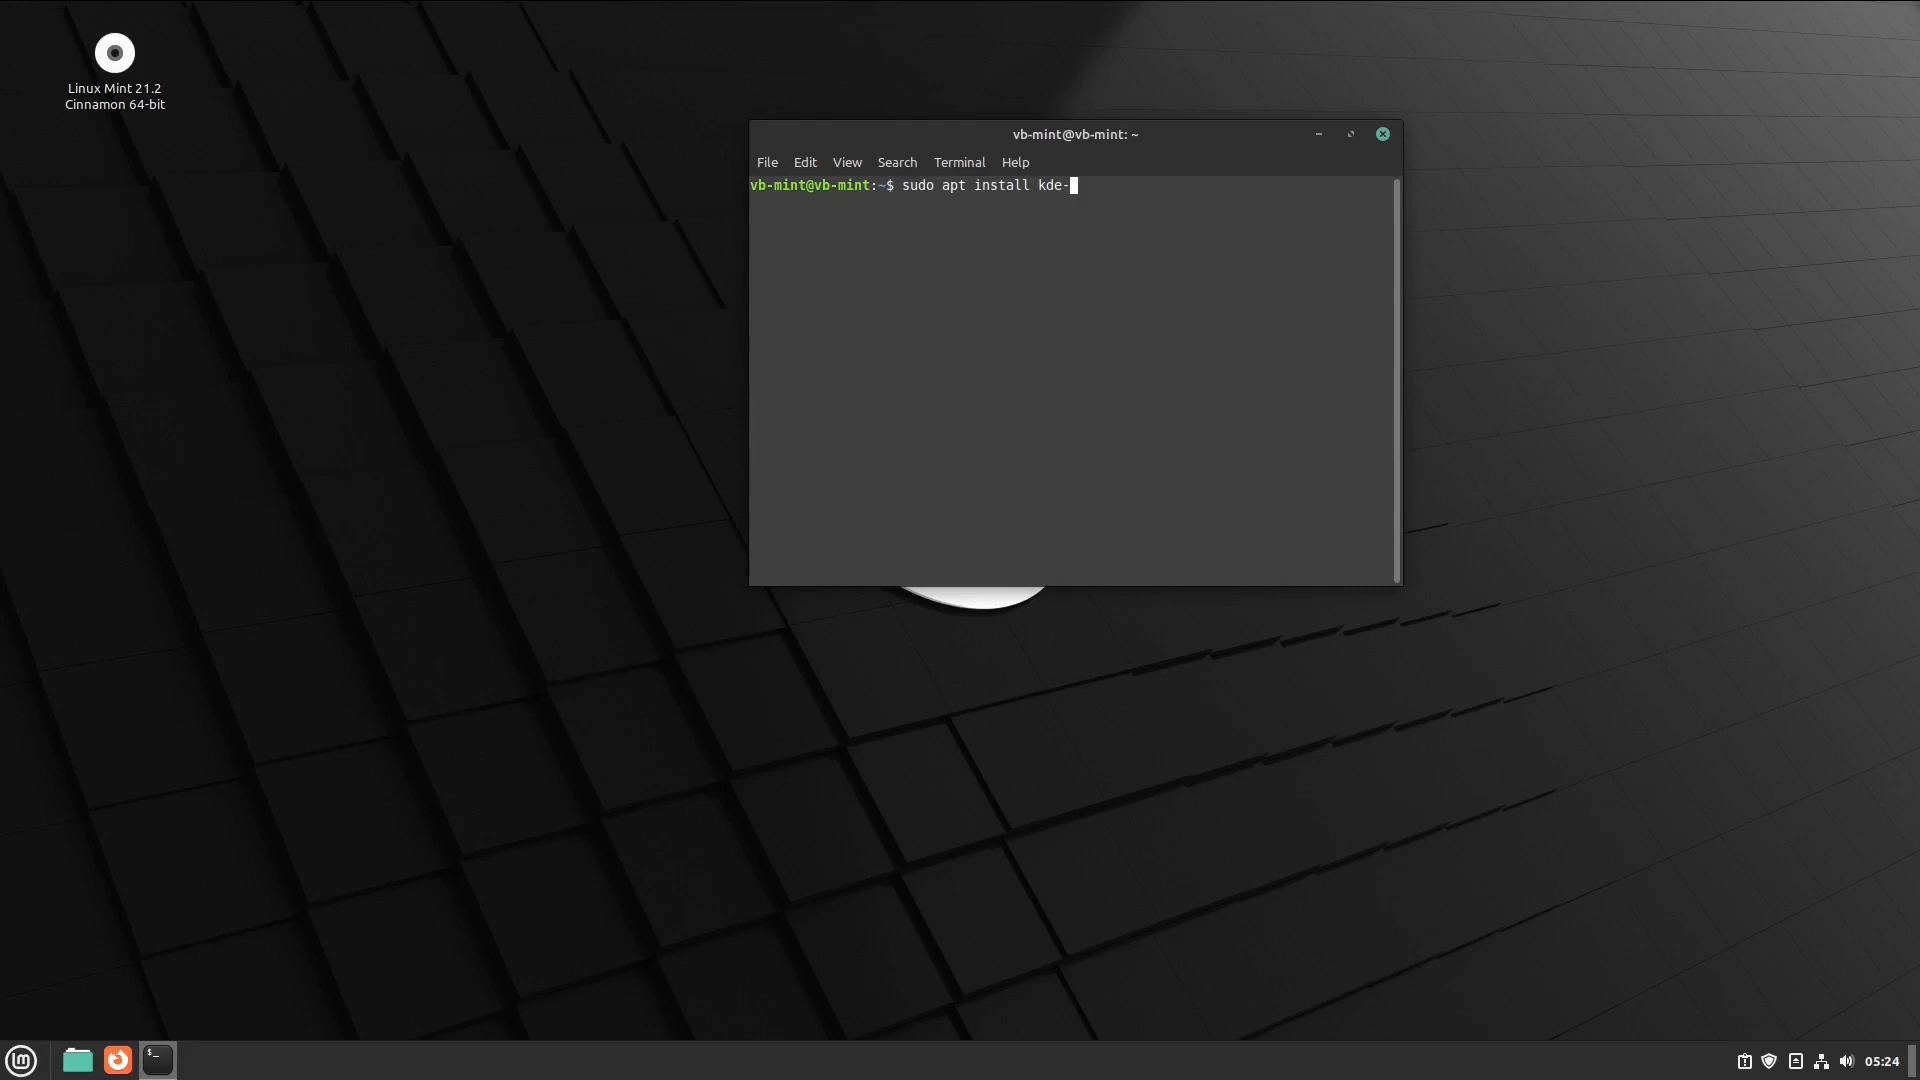 Linux Mint 21.2
Cinnamon 64-bit
vb-mint@vb-mint: ~
File Edit View Search Terminal Help
vb-mint@vb-mint:~$ sudo apt install kde-
lm
$_
05:24